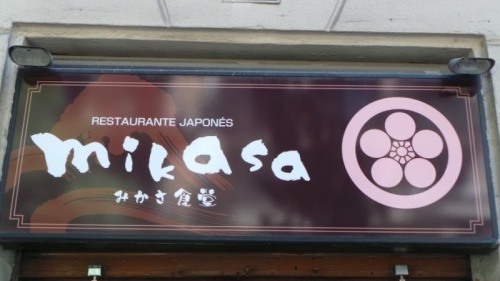 RESTAURANTE JAPONÉS
mikasa
みかさ食堂